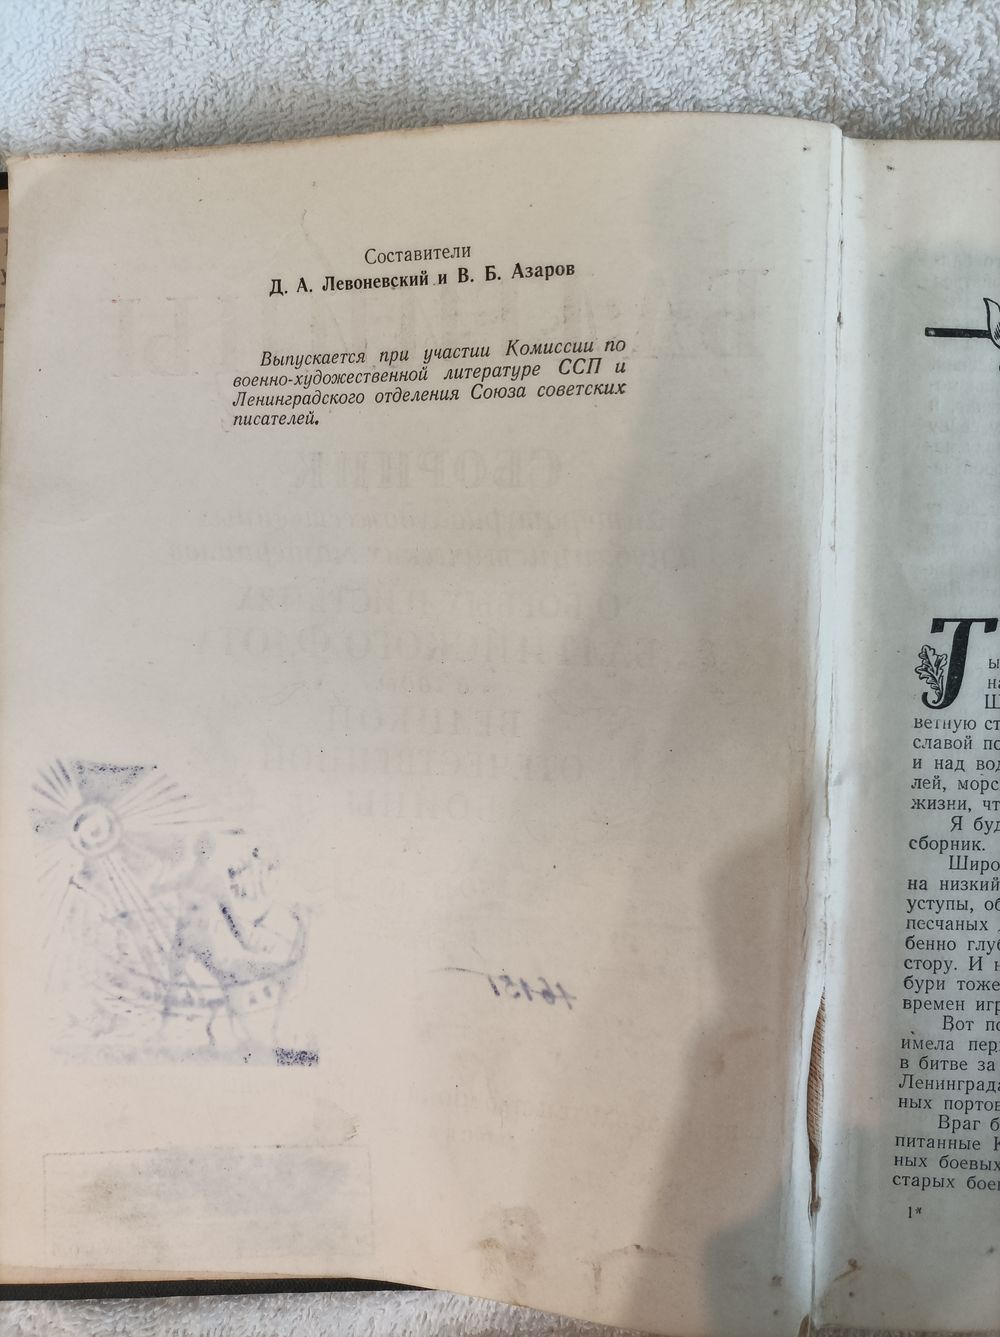 Составители
Д. А. Левоневский и В. Б. Азаров
Выпускается при участии Комиссии по
военно-художественной литературе ССП и
Ленинградского отделения Союза советских
писателей.
Т
ы
на
Ш
ветную ст
славой по
и над вод
лей, морс
жизни, чт
Я буд
сборник.
Широ
на низкий
уступы, об
песчаных
бенно глуб
стору. И н
бури тоже
времен игр
Вот по
имела пер
в битве за
Ленинграда
ных портов
Враг б
питанные К
ных боевых
старых боев
1*